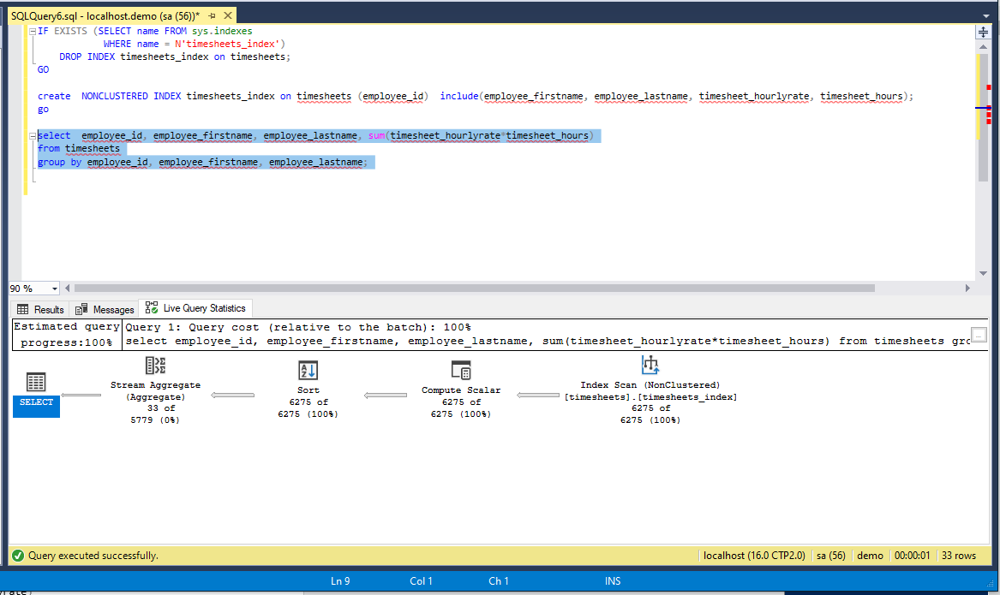 SQLQuery6.sql - localhost.demo (sa (56))*
IF EXISTS (SELECT name FROM sys.indexes
WHERE name = N'timesheets_index')
DROP INDEX timesheets_index on timesheets;
GO
create  NONCLUSTERED INDEX timesheets_index on timesheets (employee_id)  include(employee_firstname, employee_lastname, timesheet_hourlyrate, timesheet_hours);
go
select  employee_id, employee_firstname, employee_lastname, sum(timesheet_hourlyrate*timesheet_hours)
from timesheets
group by employee_id, employee_firstname, employee_lastname;
90 %
Results Messages Live Query Statistics
Estimated query progress:100%
Query 1: Query cost (relative to the batch): 100%
select employee_id, employee_firstname, employee_lastname, sum(timesheet_hourlyrate*timesheet_hours) from timesheets gro
...
SELECT
Stream Aggregate
(Aggregate)
33 of
5779 (0%)
Sort
6275 of
6275 (100%)
Compute Scalar
6275 of
6275 (100%)
Index Scan (NonClustered)
[timesheets].[timesheets_index]
6275 of
6275 (100%)
Query executed successfully.
localhost (16.0 CTP2.0) sa (56) demo 00:00:01 33 rows
Ln 9 Col 1 Ch 1 INS